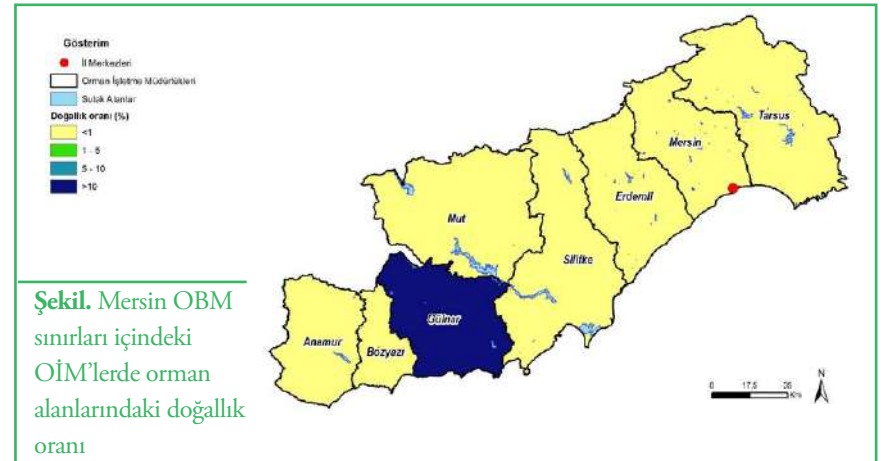 Gösterim
İl Merkezleri
Orman İşletme Müdürlükleri
Sulak Alanlar
Doğallık oranı (%)
<1
1 - 5
5 - 10
>10
Tarsus
Mersin
Erdemli
Mut
Silifke
Gülnar
Anamur
Bozyazı
0 17,5 35
Km
N
Şekil. Mersin OBM
sınırları içindeki
OİM’lerde orman
alanlarındaki doğallık
oranı